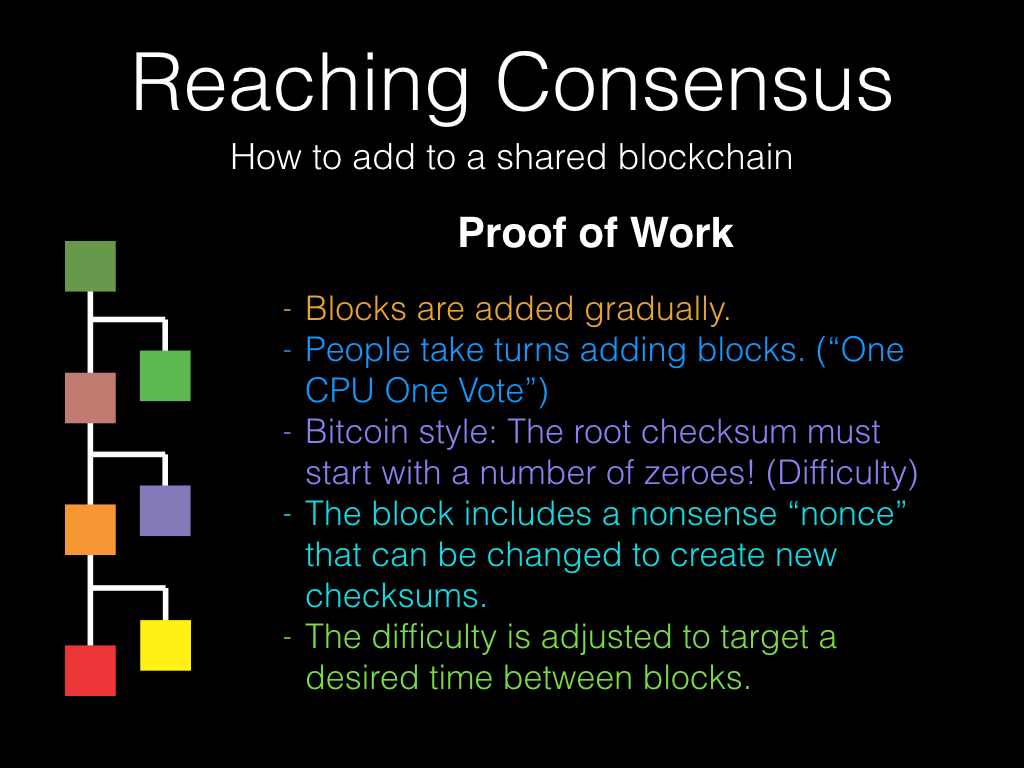 Reaching Consensus
How to add to a shared blockchain
Proof of Work
- Blocks are added gradually.
- People take turns adding blocks. (“One
CPU One Vote”)
- Bitcoin style: The root checksum must
start with a number of zeroes! (Difficulty)
- The block includes a nonsense “nonce”
that can be changed to create new
checksums.
- The difficulty is adjusted to target a
desired time between blocks.